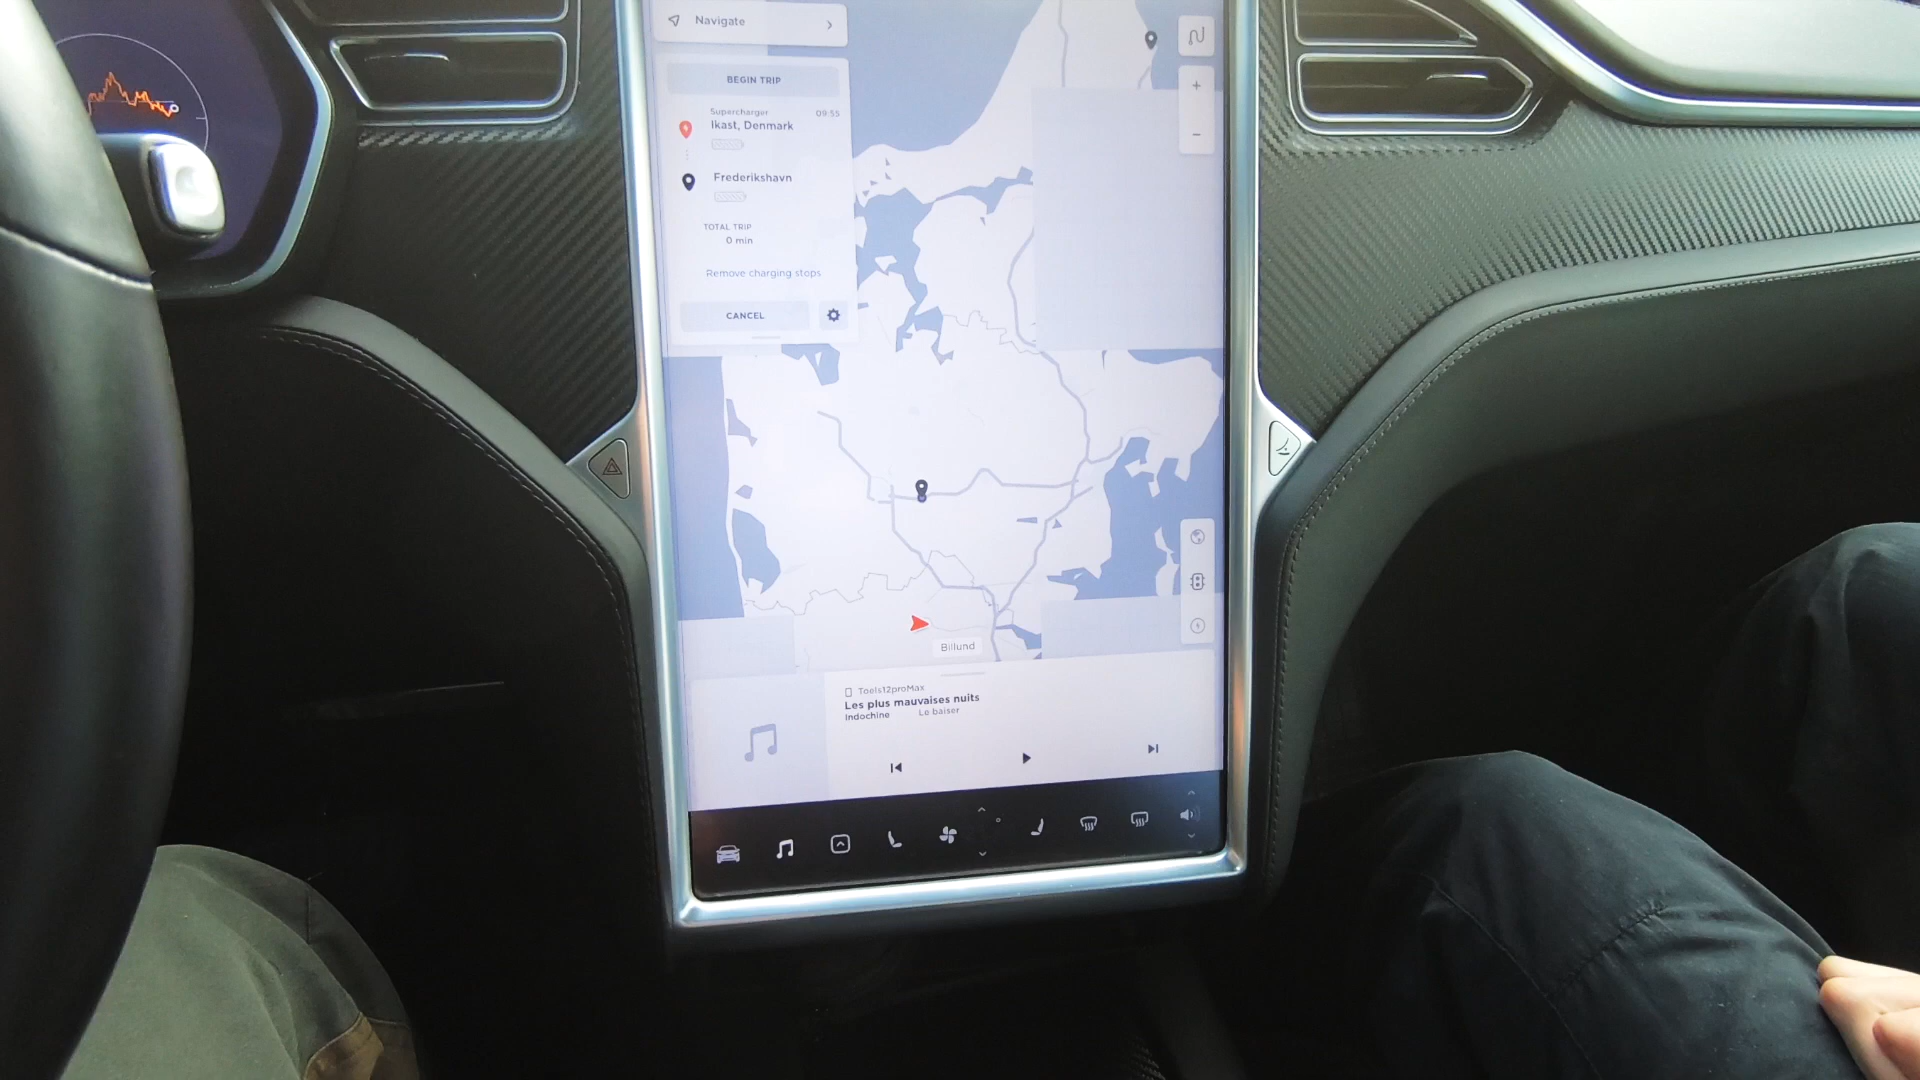 Navigate
BEGIN TRIP
Supercharger 09:55
Ikast, Denmark
Frederikshavn
TOTAL TRIP
0 min
Remove charging stops
CANCEL
Billund
Toels12proMax
Les plus mauvaises nuits
Indochine Le baiser